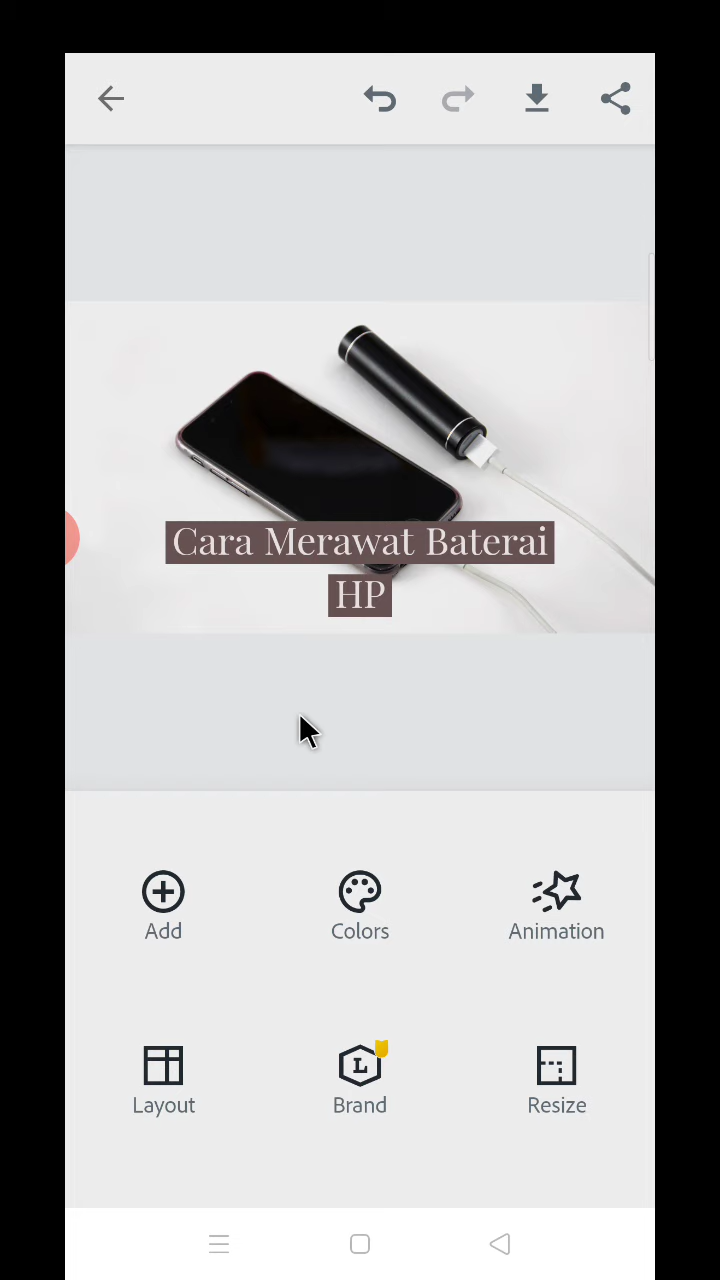 Cara Merawat Baterai
HP
Add
Colors
Animation
Layout
L
Brand
Resize